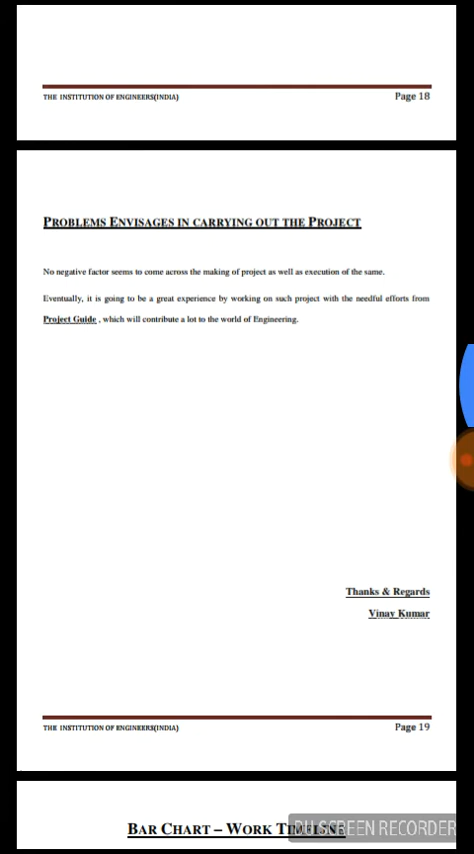 THE INSTITUTION OF ENGINEERS(INDIA) Page 18
PROBLEMS ENVISAGES IN CARRYING OUT THE PROJECT
No negative factor seems to come across the making of project as well as execution of the same.
Eventually, it is going to be a great experience by working on such project with the needful efforts from
Project Guide , which will contribute a lot to the world of Engineering.
Thanks & Regards
Vinay Kumar
THE INSTITUTION OF ENGINEERS(INDIA) Page 19
BAR CHART – WORK TIMELINE
DU SCREEN RECORDER